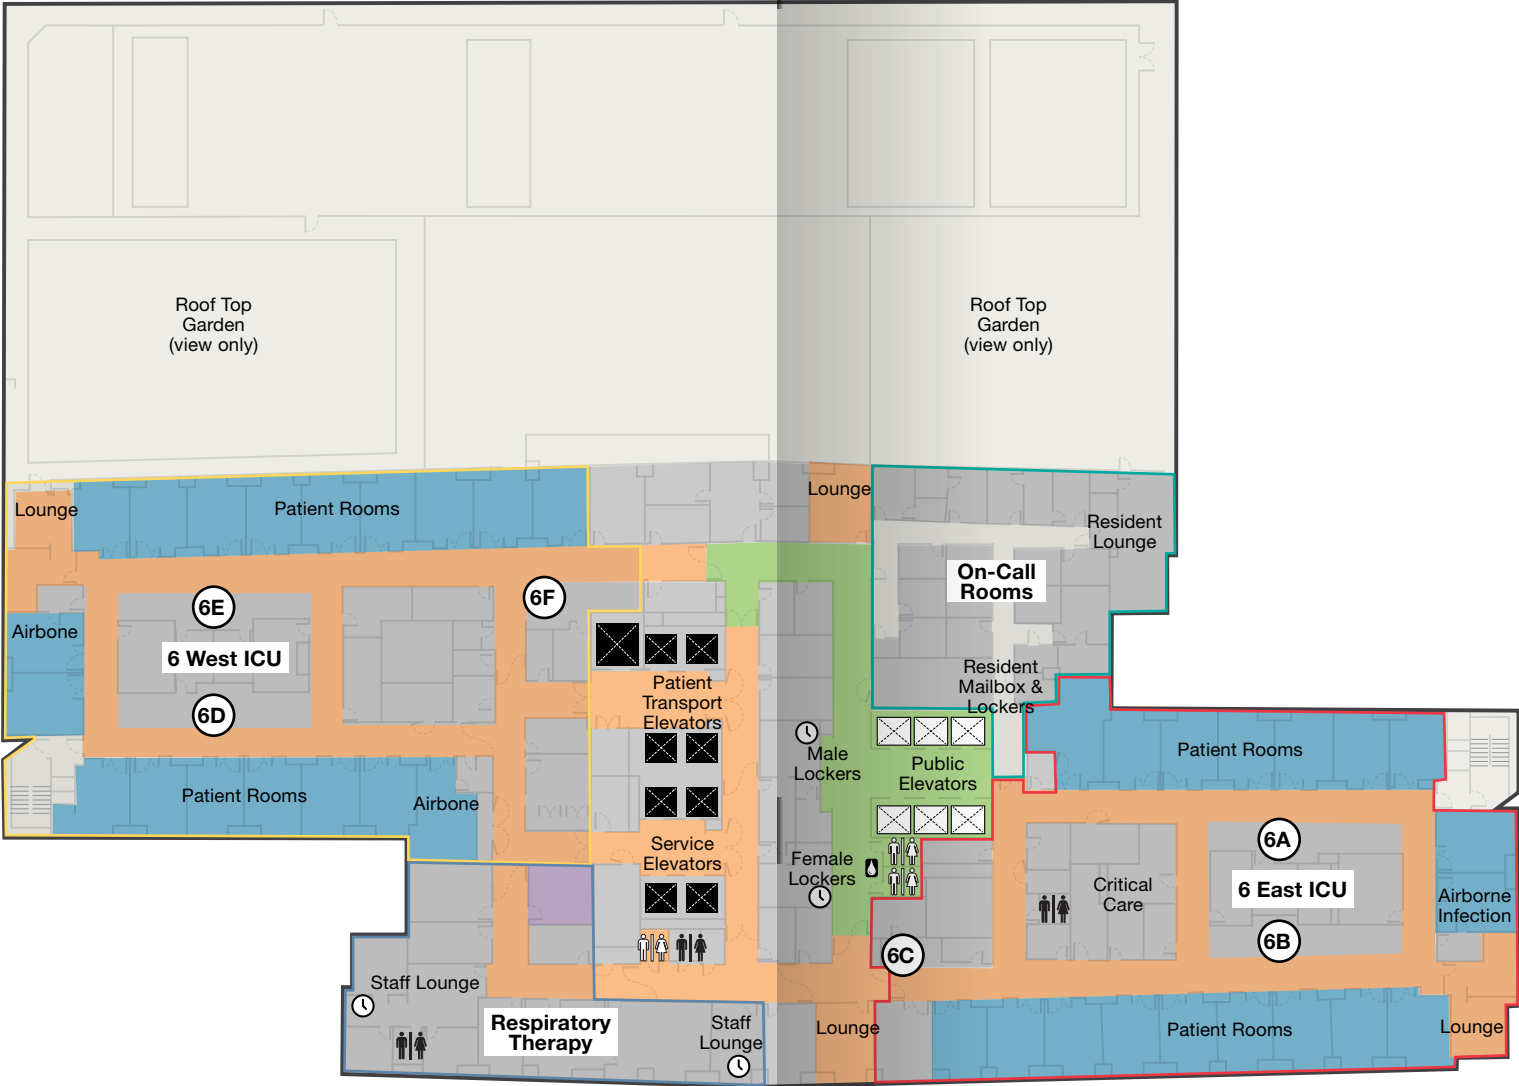 Roof Top
Garden
(view only)
Roof Top
Garden
(view only)
Lounge
Patient Rooms
Lounge
Resident
Lounge
On-Call
Rooms
6E
6F
Airbone
6 West ICU
6D
Patient
Transport
Elevators
Resident
Mailbox &
Lockers
Male
Lockers
Public
Elevators
Patient Rooms
Patient Rooms
Airbone
Service
Elevators
Female
Lockers
6A
Critical
Care
6 East ICU
Airborne
Infection
6B
6C
Staff Lounge
Respiratory
Therapy
Staff
Lounge
Lounge
Patient Rooms
Lounge